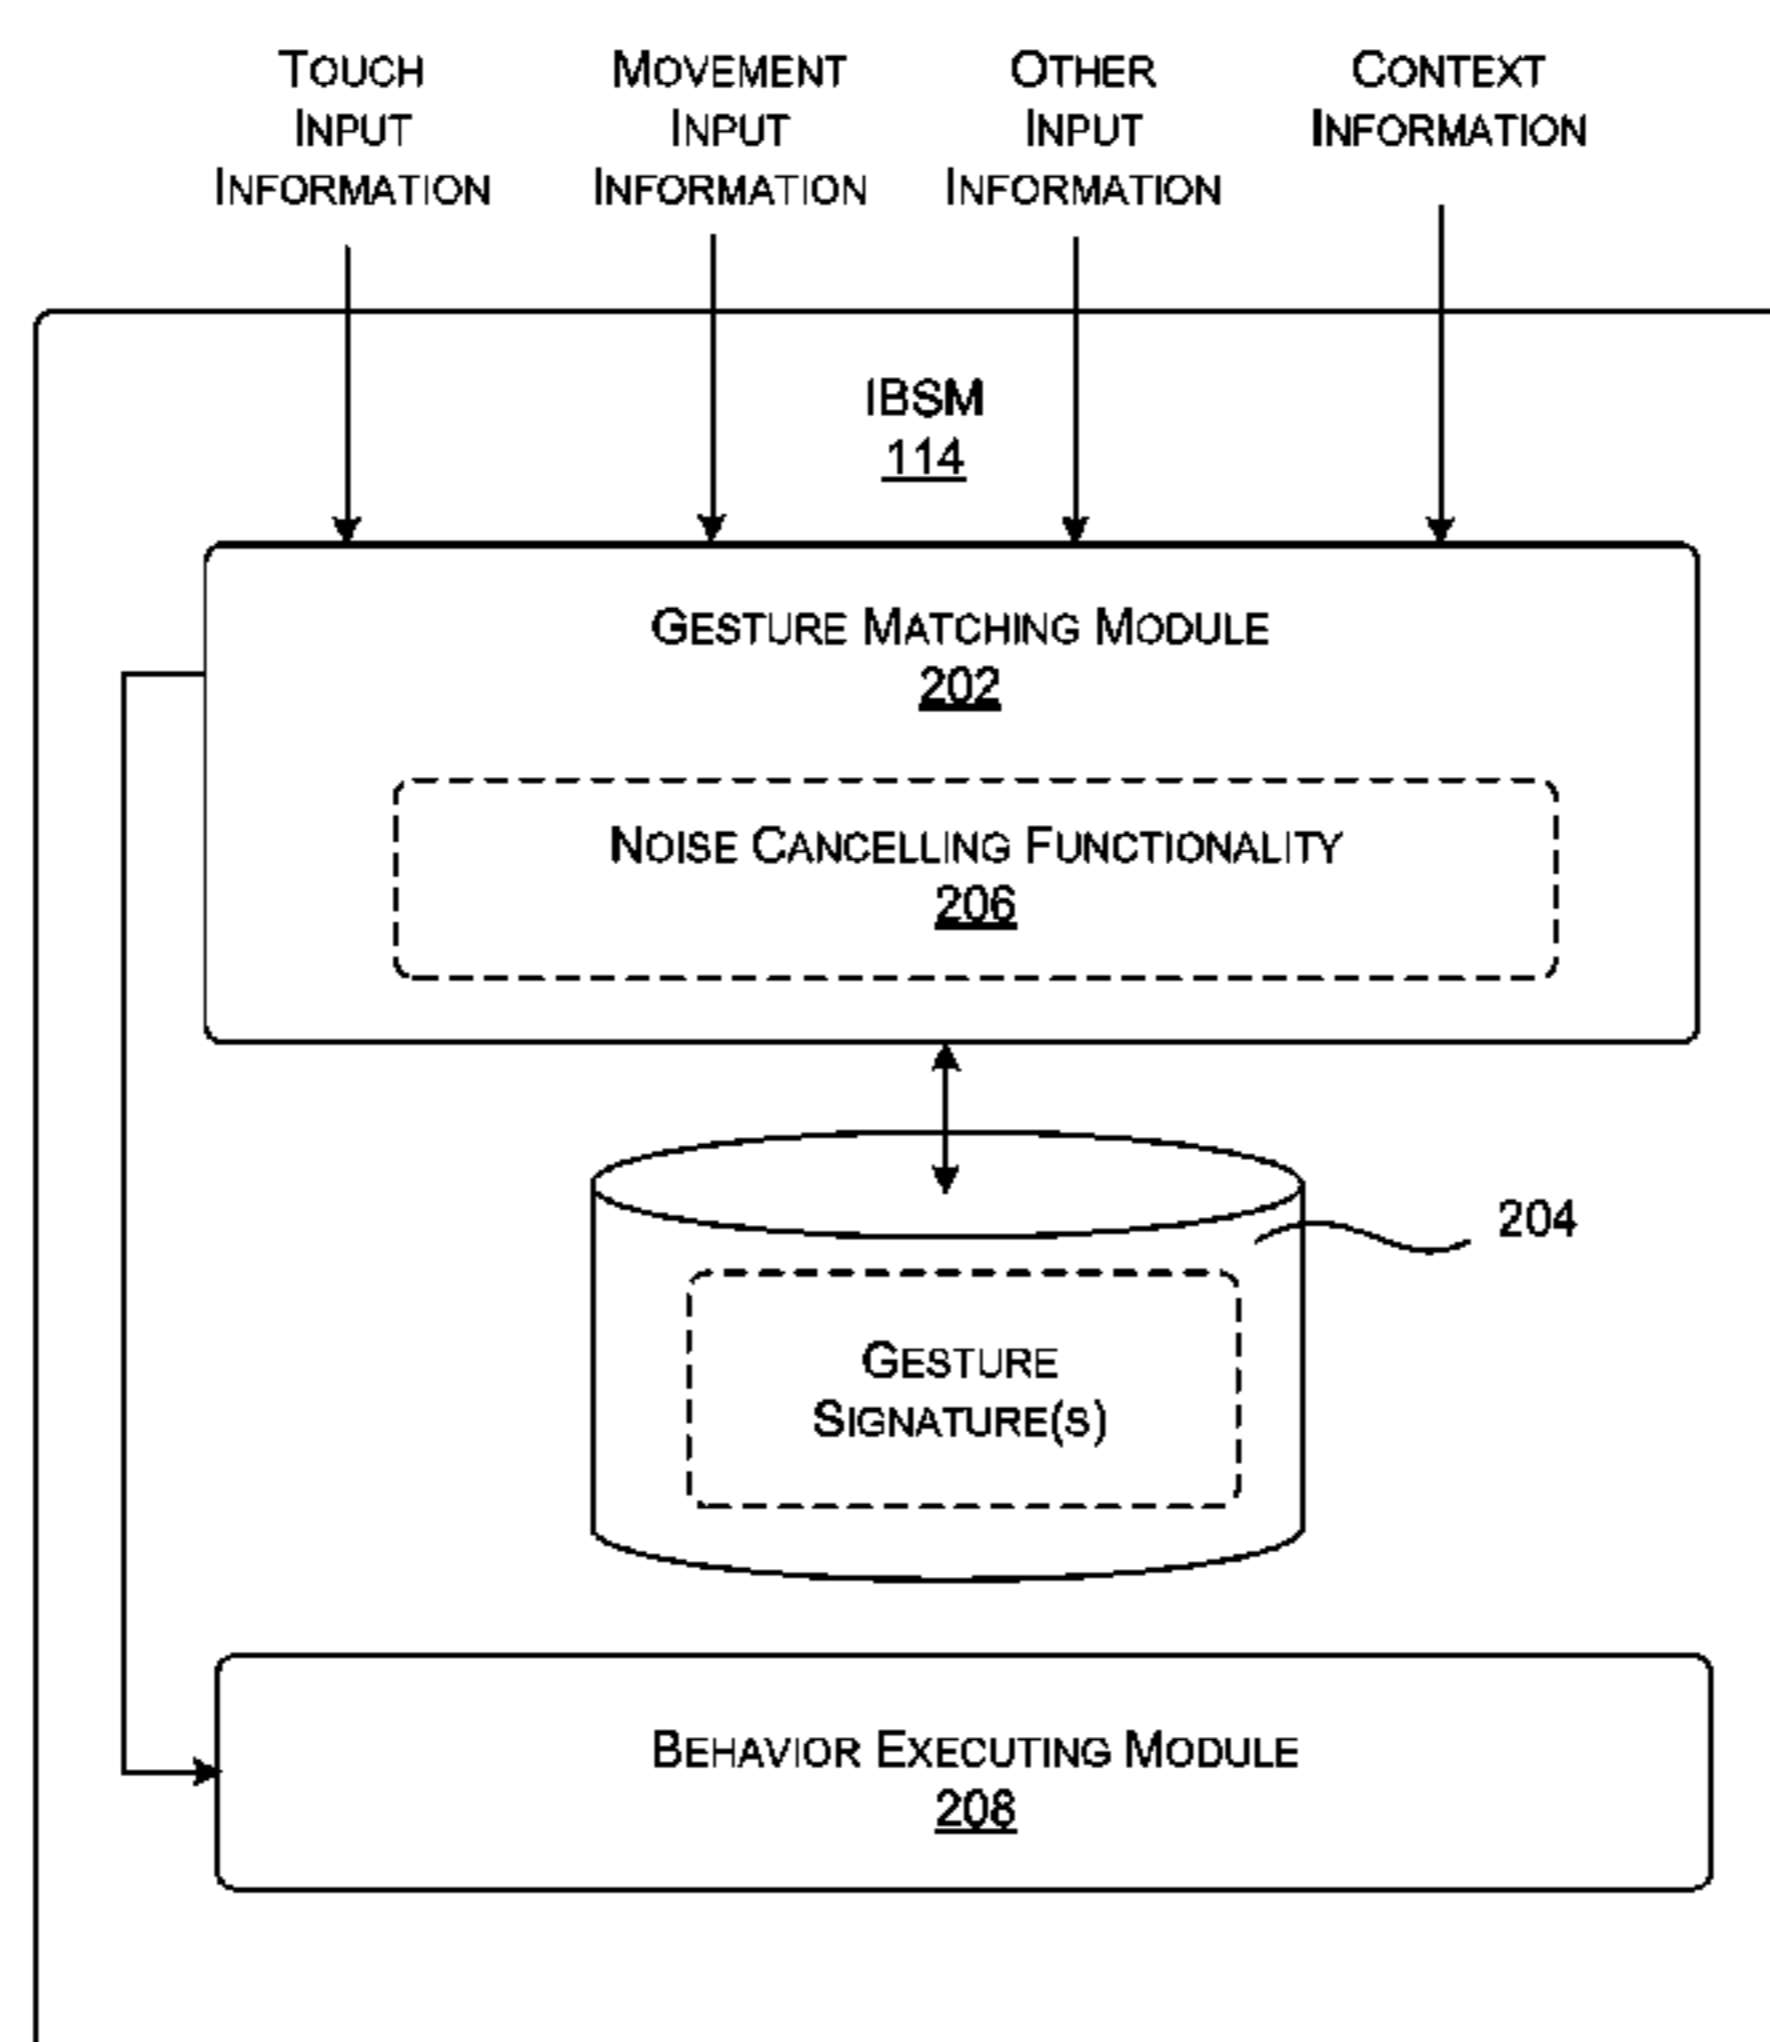 TOUCH
INPUT
INFORMATION
MOVEMENT
INPUT
INFORMATION
OTHER
INPUT
INFORMATION
CONTEXT
INFORMATION
IBSM
114
GESTURE MATCHING MODULE
202
NOISE CANCELLING FUNCTIONALITY
206
204
GESTURE
SIGNATURE(S)
BEHAVIOR EXECUTING MODULE
208